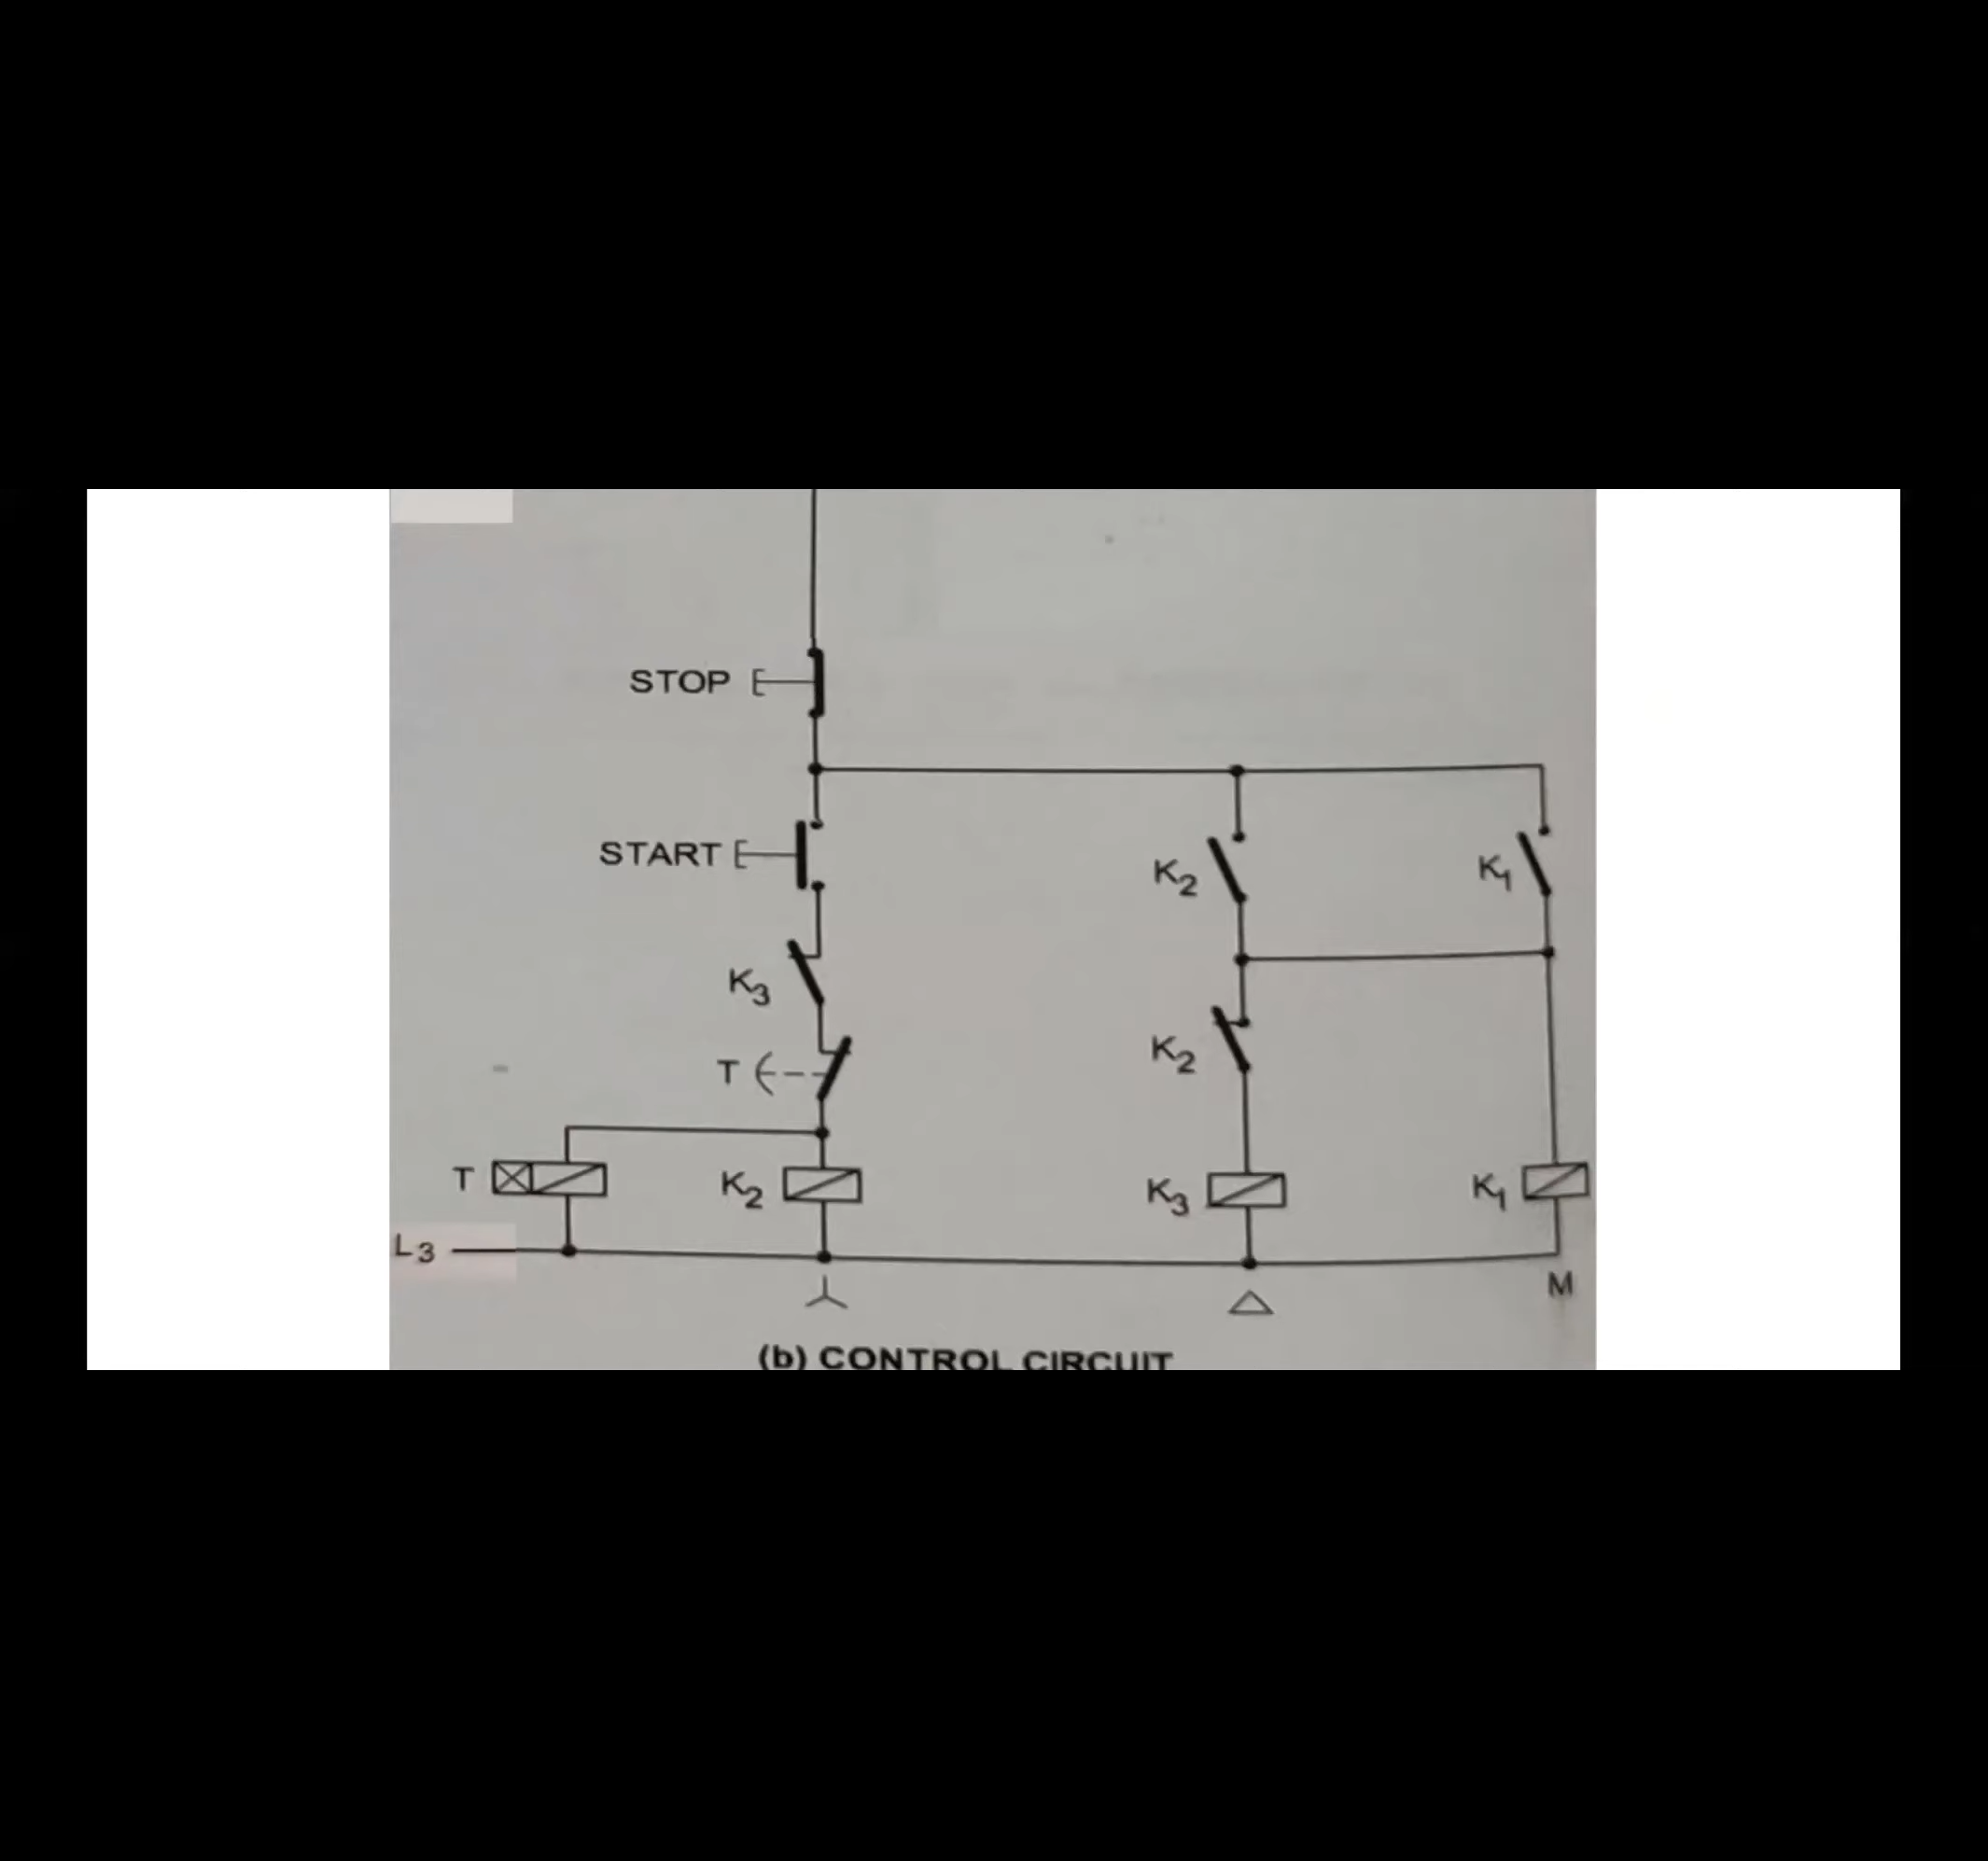 STOP
START
K2
K1
K3
K2
T
T
K2
K3
K1
L3
M
(b) CONTROL CIRCUIT